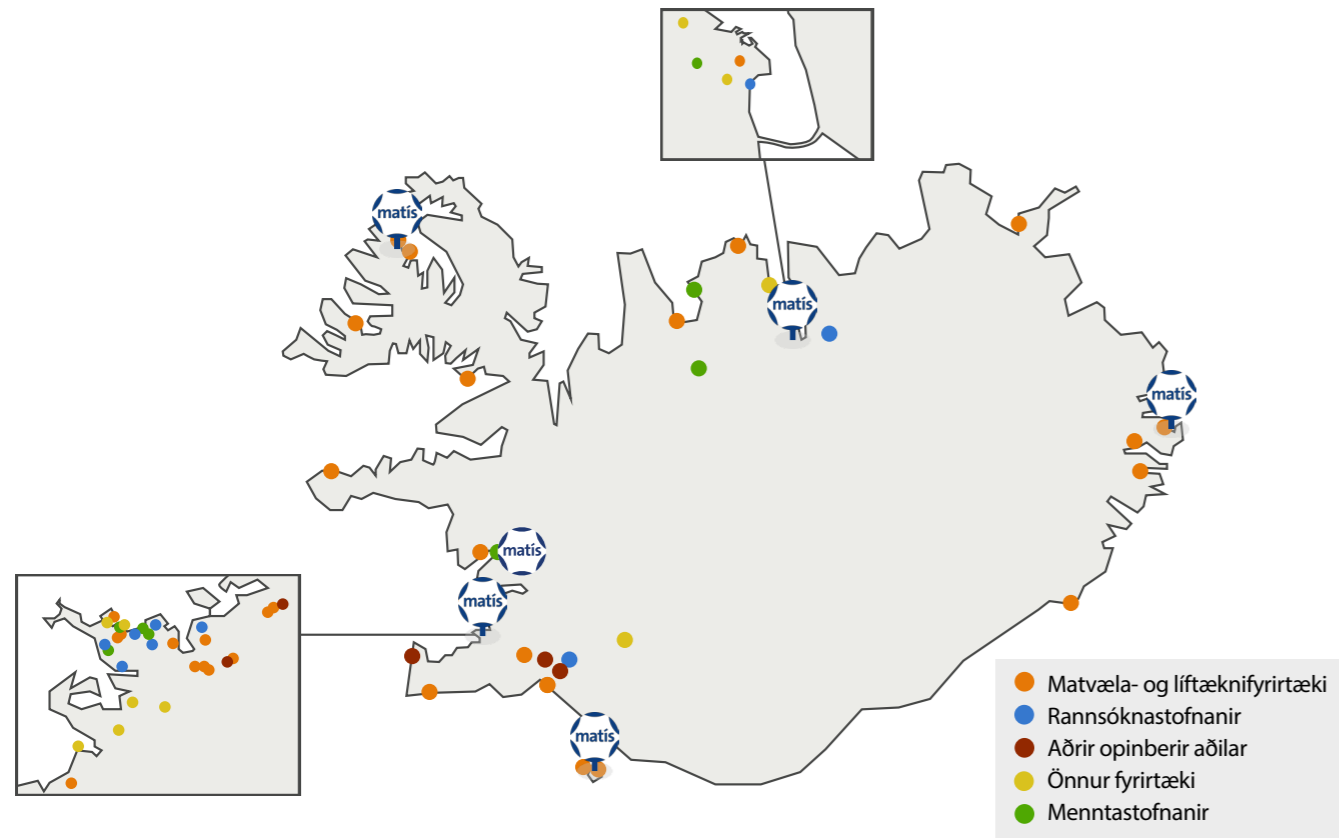 matís
matís
matís
matís
matís
matís
Matvæla- og líftæknifyrirtæki
Rannsóknastofnanir
Aðrir opinberir aðilar
Önnur fyrirtæki
Menntastofnanir